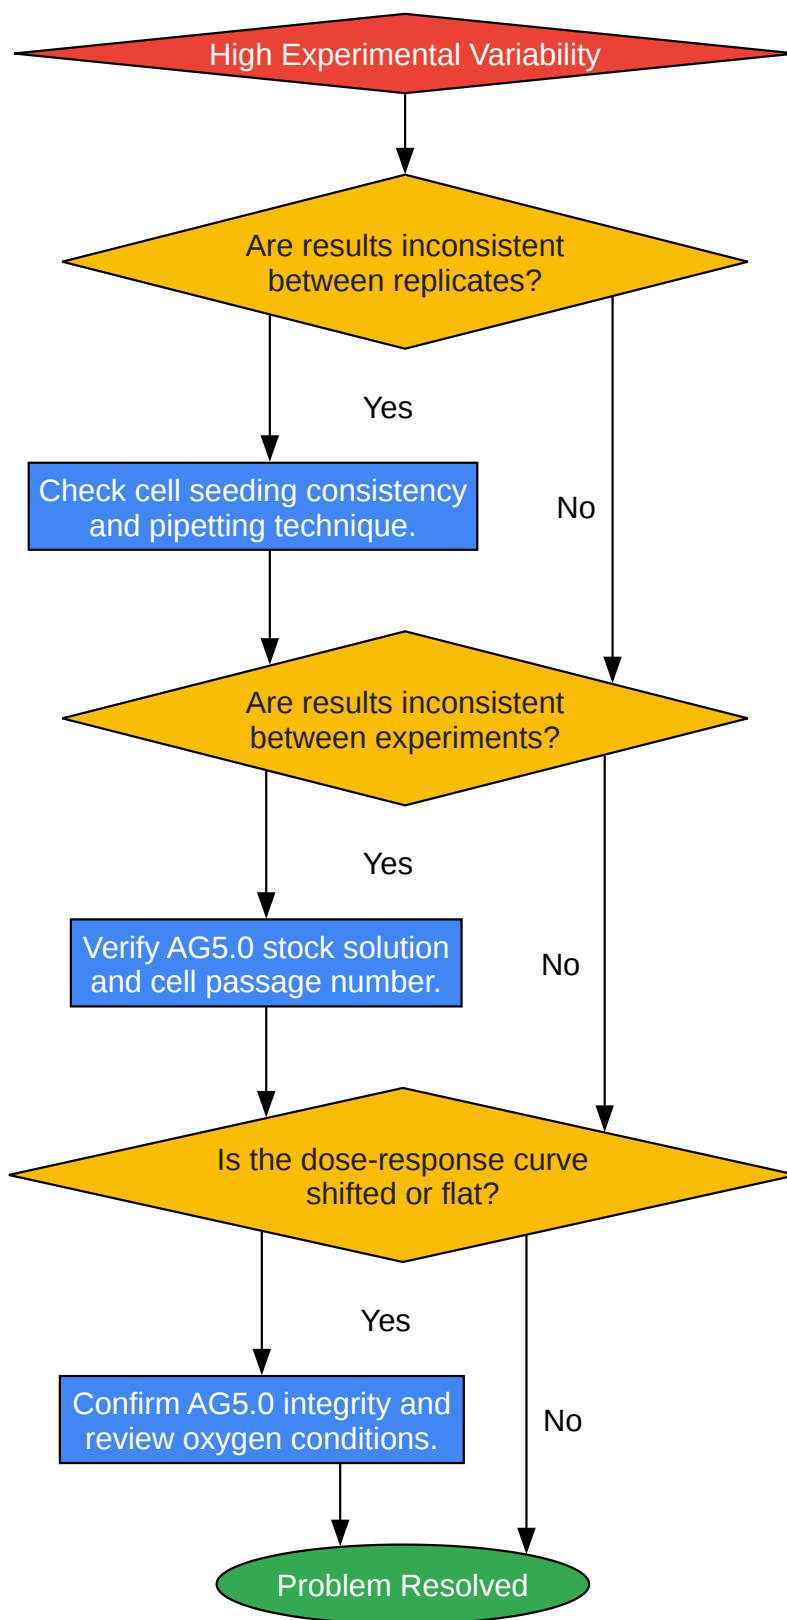 High Experimental Variability
Are results inconsistent
between replicates?
Yes
Check cell seeding consistency
and pipetting technique.
No
Are results inconsistent
between experiments?
Yes
Verify AG5.0 stock solution
and cell passage number.
No
Is the dose-response curve
shifted or flat?
Yes
Confirm AG5.0 integrity and
review oxygen conditions.
No
Problem Resolved